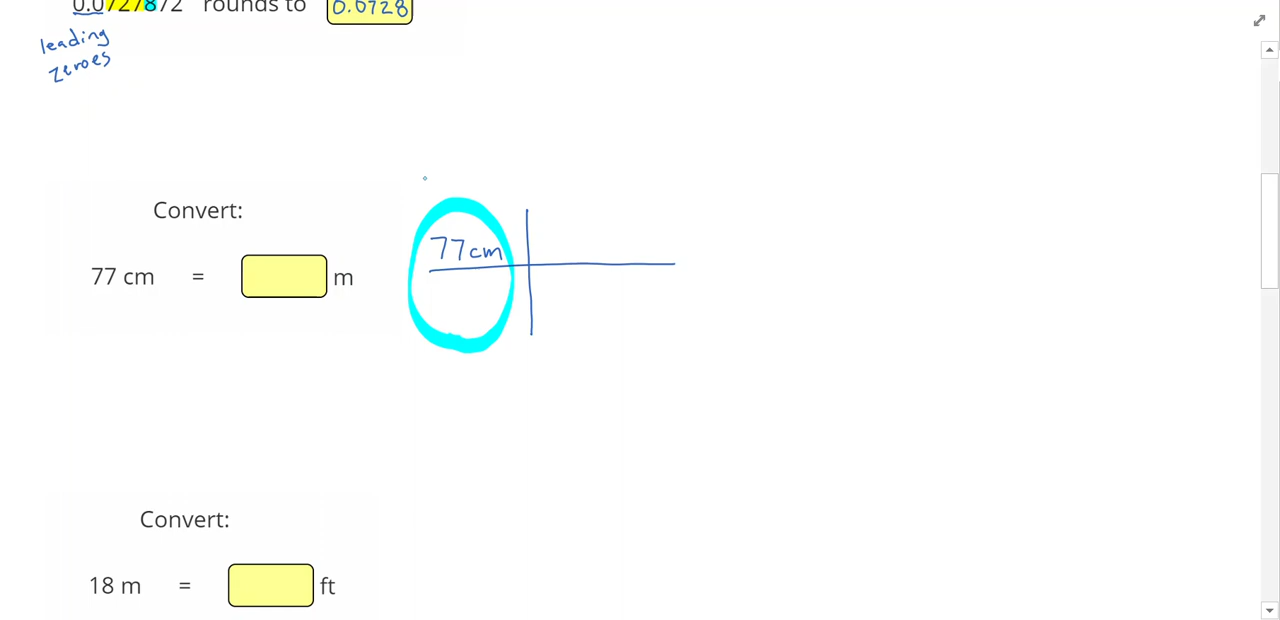 0.0727872 rounds to 0.0728
leading
zeroes
Convert:
77 cm = m
77cm
Convert:
18 m = ft